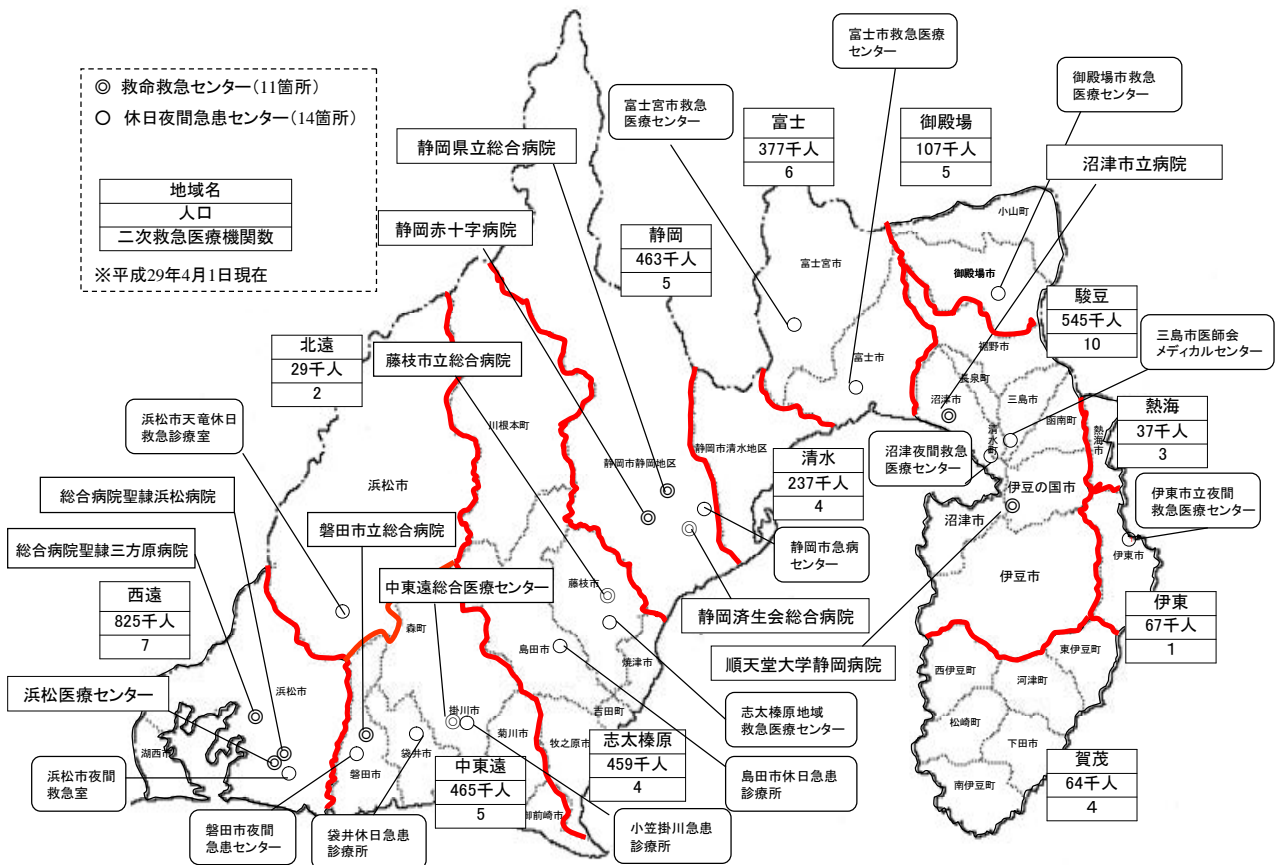 ◎ 救命救急センター(11箇所)
○ 休日夜間急患センター(14箇所)
地域名
人口
二次救急医療機関数
※平成29年4月1日現在
富士市救急医療
センター
富士宮市救急
医療センター
御殿場市救急
医療センター
静岡県立総合病院
富士
377千人
6
御殿場
107千人
5
沼津市立病院
静岡赤十字病院
静岡
463千人
5
小山町
富士宮市
御殿場市
駿豆
545千人
10
三島市医師会
メディカルセンター
北遠
29千人
2
藤枝市立総合病院
裾野市
富士市
長泉町
沼津市
三島市
函南町
清水町
熱海市
熱海
37千人
3
浜松市天竜休日
救急診療室
川根本町
静岡市静岡地区
静岡市清水地区
清水
237千人
4
沼津夜間救急
医療センター
伊豆の国市
沼津市
伊東市立夜間
救急医療センター
総合病院聖隷浜松病院
浜松市
磐田市立総合病院
静岡市急病
センター
伊東市
総合病院聖隷三方原病院
中東遠総合医療センター
藤枝市
伊豆市
西遠
825千人
7
静岡済生会総合病院
伊東
67千人
1
森町
島田市
焼津市
順天堂大学静岡病院
西伊豆町
東伊豆町
河津町
浜松医療センター
浜松市
掛川市
菊川市
吉田町
牧之原市
志太榛原地域
救急医療センター
松崎町
下田市
南伊豆町
湖西市
袋井市
磐田市
志太榛原
459千人
4
賀茂
64千人
4
浜松市夜間
救急室
中東遠
465千人
5
島田市休日急患
診療所
御前崎市
磐田市夜間
急患センター
袋井休日急患
診療所
小笠掛川急患
診療所